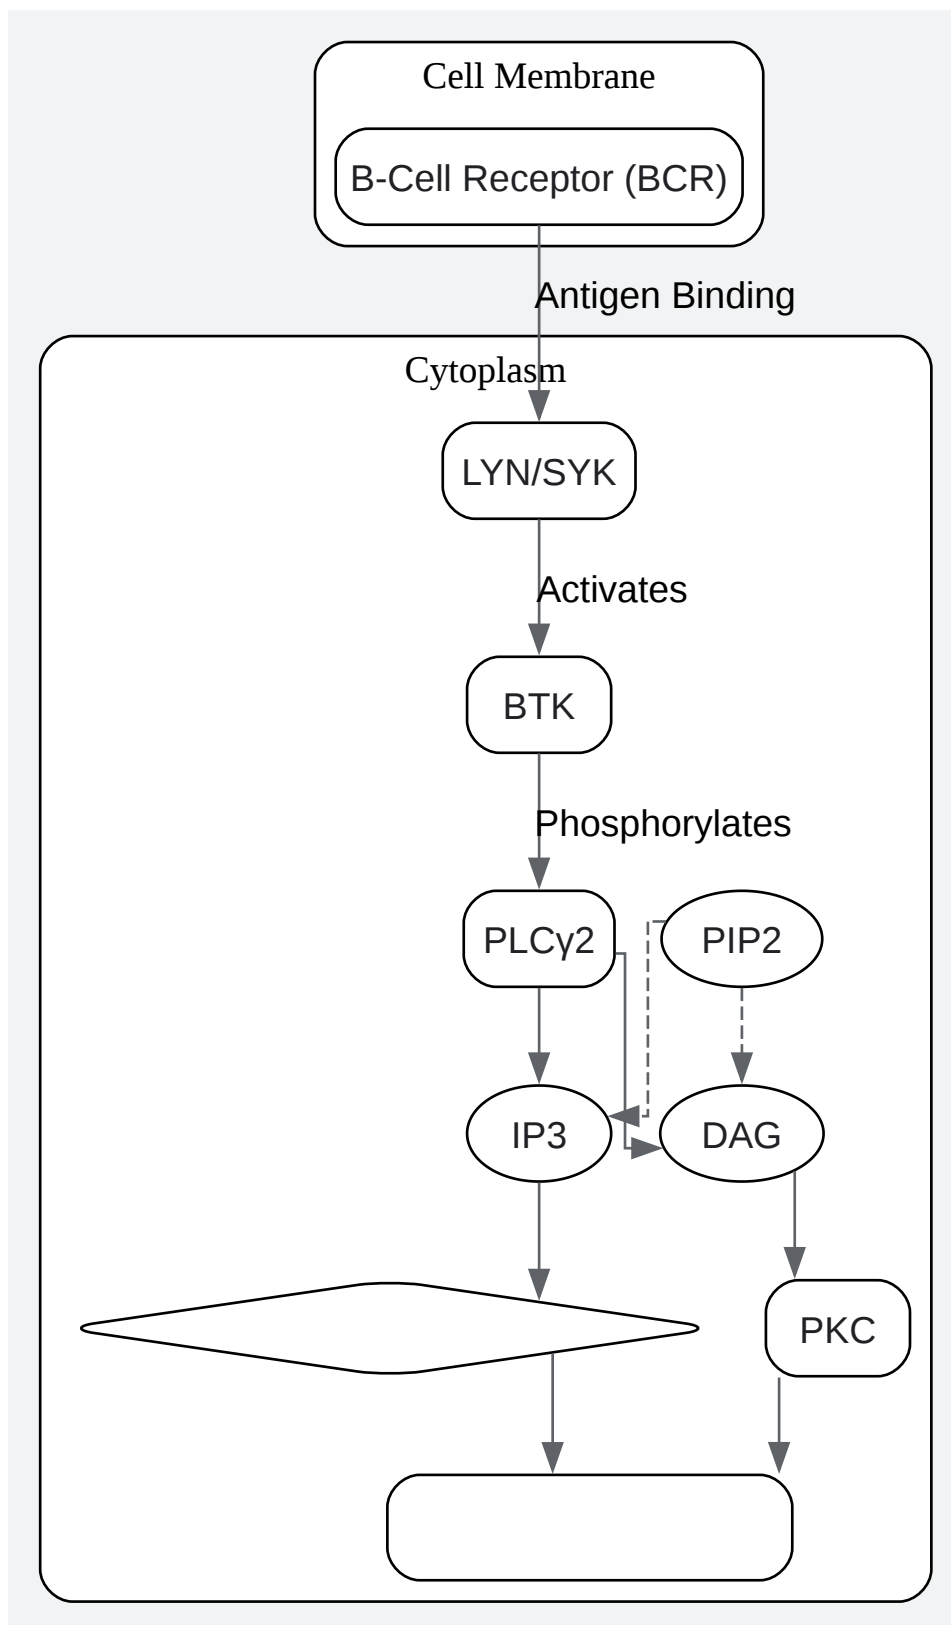 Cell Membrane
B-Cell Receptor (BCR)
Antigen Binding
Cytoplasm
LYN/SYK
Activates
BTK
Phosphorylates
PLCγ2
PIP2
IP3
DAG
PKC